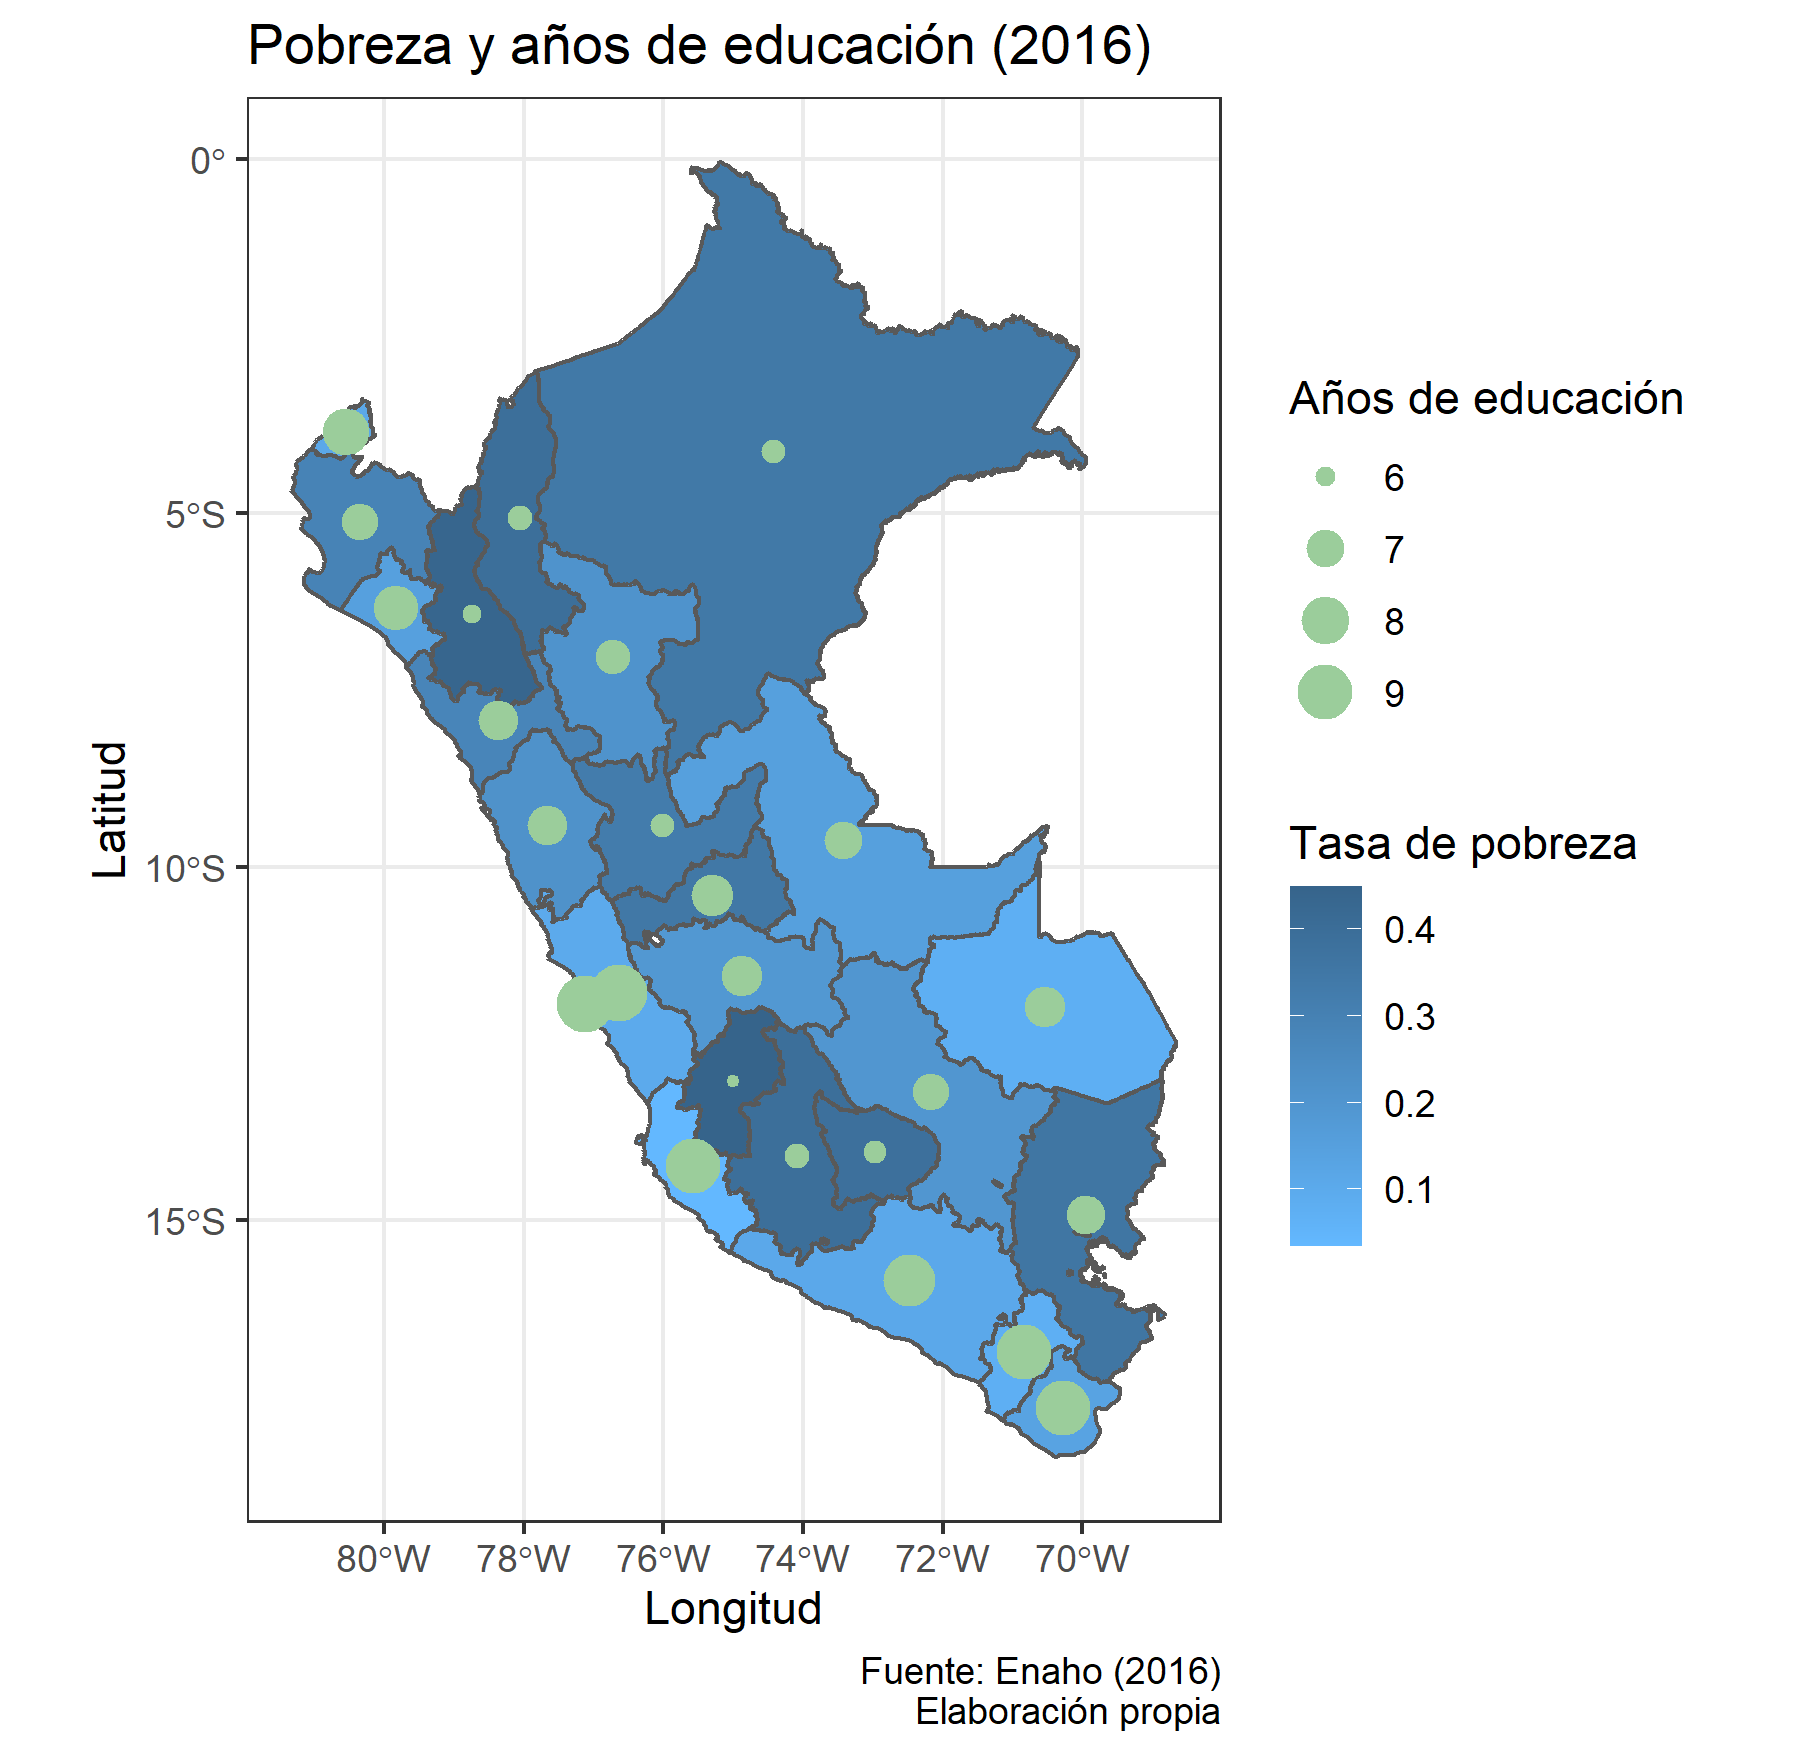 Pobreza y años de educación (2016)
0°
5°S
10°S
15°S
Latitud
80°W 78°W 76°W 74°W 72°W 70°W
Longitud
Fuente: Enaho (2016)
Elaboración propia
Años de educación
6
7
8
9
Tasa de pobreza
0.4
0.3
0.2
0.1